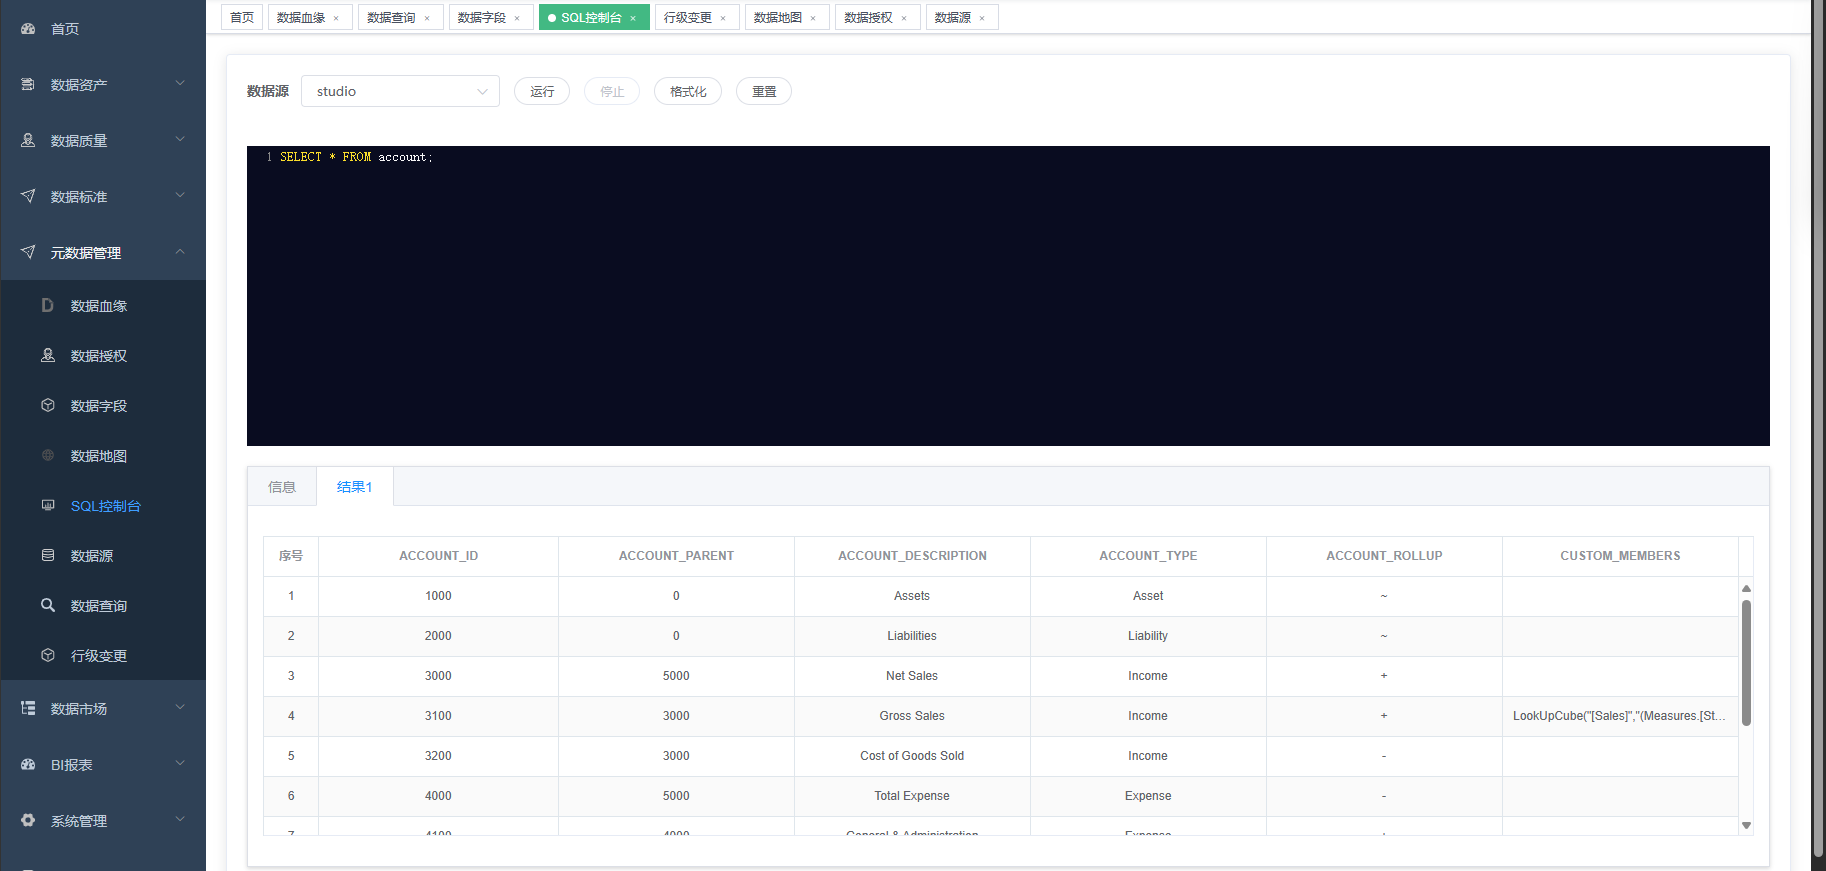 首页
数据资产
数据质量
数据标准
元数据管理
数据血缘
数据授权
数据字段
数据地图
SQL控制台
数据源
数据查询
行级变更
数据市场
BI报表
系统管理
首页 数据血缘 × 数据查询 × 数据字段 × SQL控制台 × 行级变更 × 数据地图 × 数据授权 × 数据源 ×
数据源 studio 运行 停止 格式化 重置
1 SELECT * FROM account;
信息 结果1
序号 ACCOUNT_ID ACCOUNT_PARENT ACCOUNT_DESCRIPTION ACCOUNT_TYPE ACCOUNT_ROLLUP CUSTOM_MEMBERS
1 1000 0 Assets Asset ~
2 2000 0 Liabilities Liability ~
3 3000 5000 Net Sales Income +
4 3100 3000 Gross Sales Income + LookUpCube("[Sales]","(Measures.[St...
5 3200 3000 Cost of Goods Sold Income -
6 4000 5000 Total Expense Expense -
7 4100 4000 General & Administration Expense +